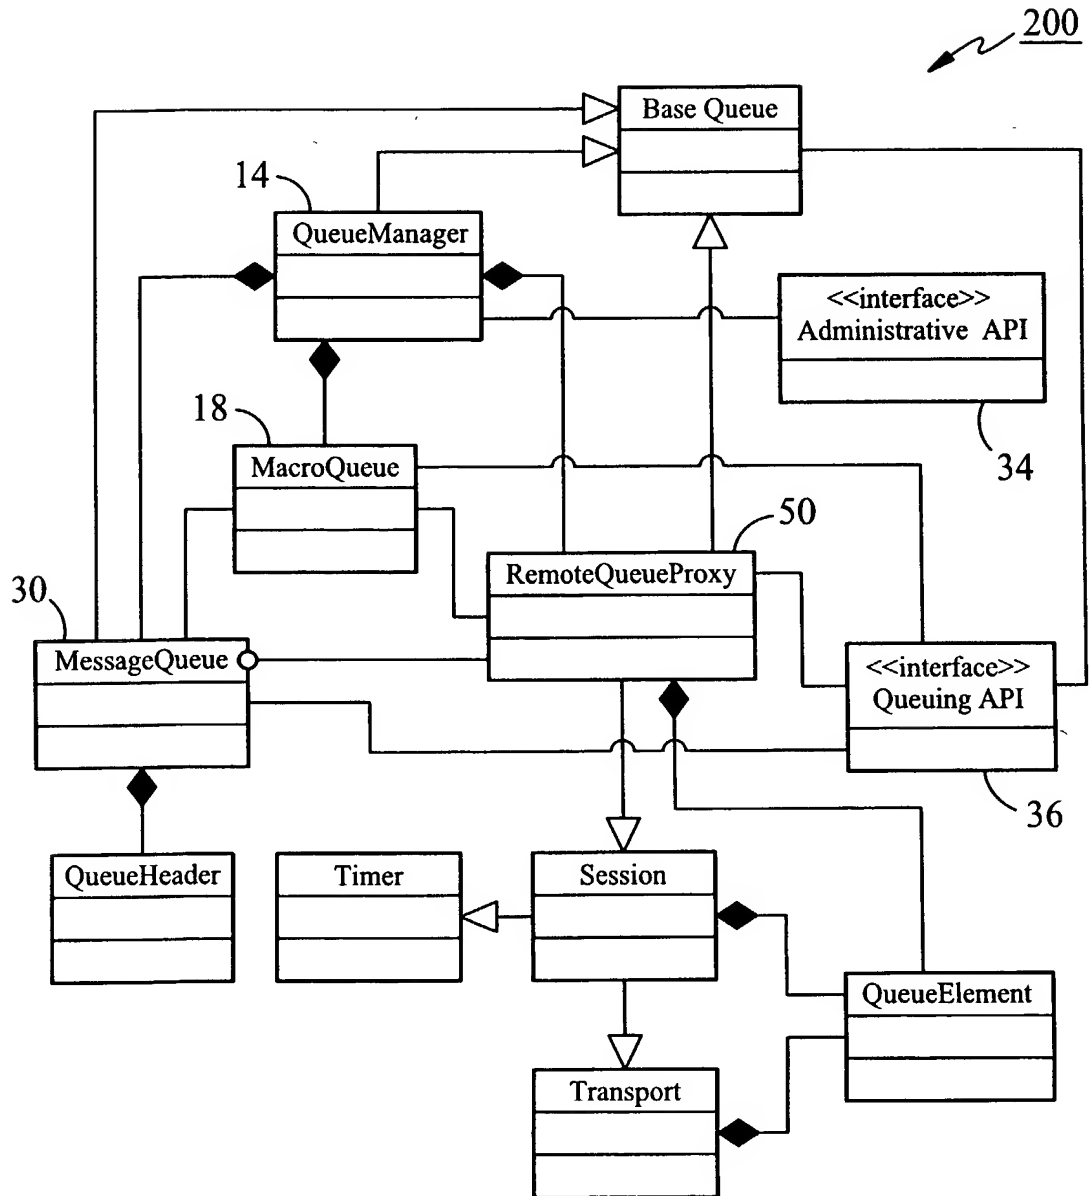 200
Base Queue
14
QueueManager
<<interface>>
Administrative API
34
18
MacroQueue
50
RemoteQueueProxy
30
MessageQueue
<<interface>>
Queuing API
36
QueueHeader
Timer
Session
QueueElement
Transport